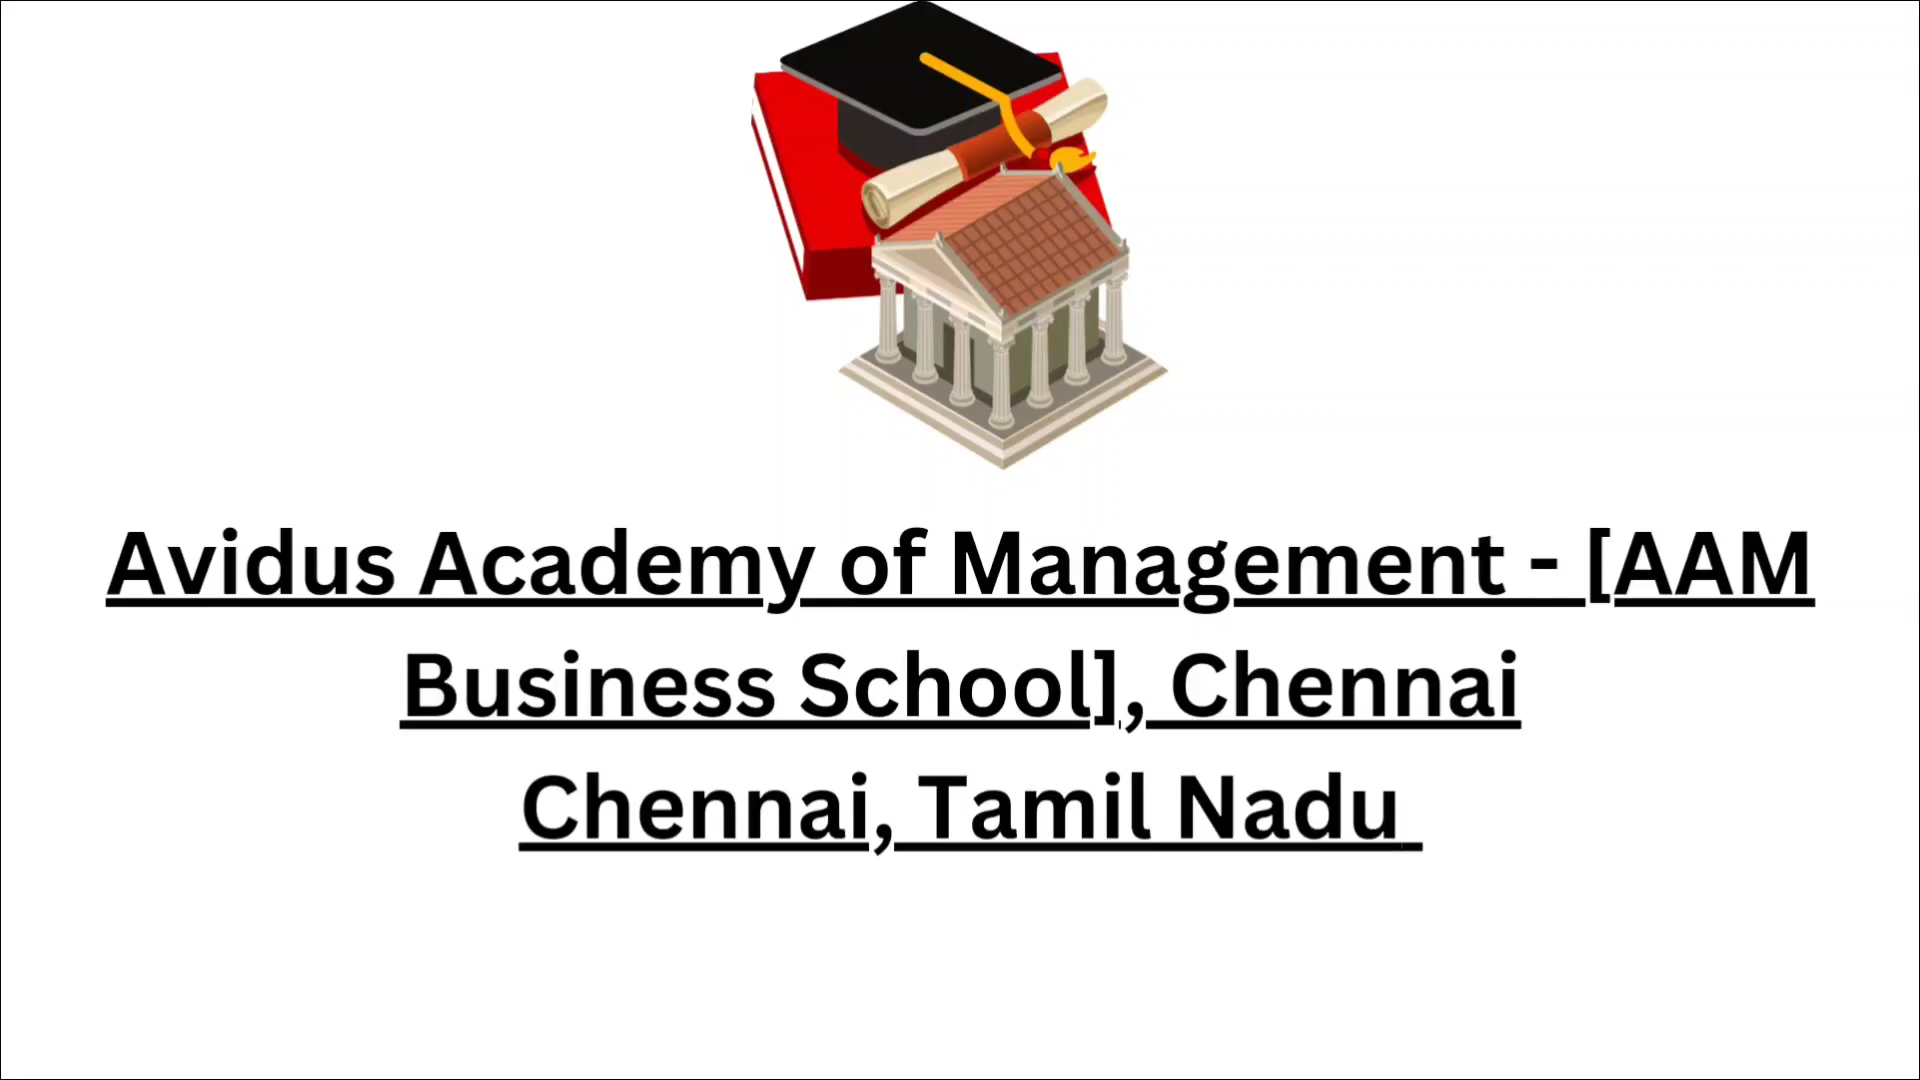 Avidus Academy of Management - [AAM
Business School], Chennai
Chennai, Tamil Nadu